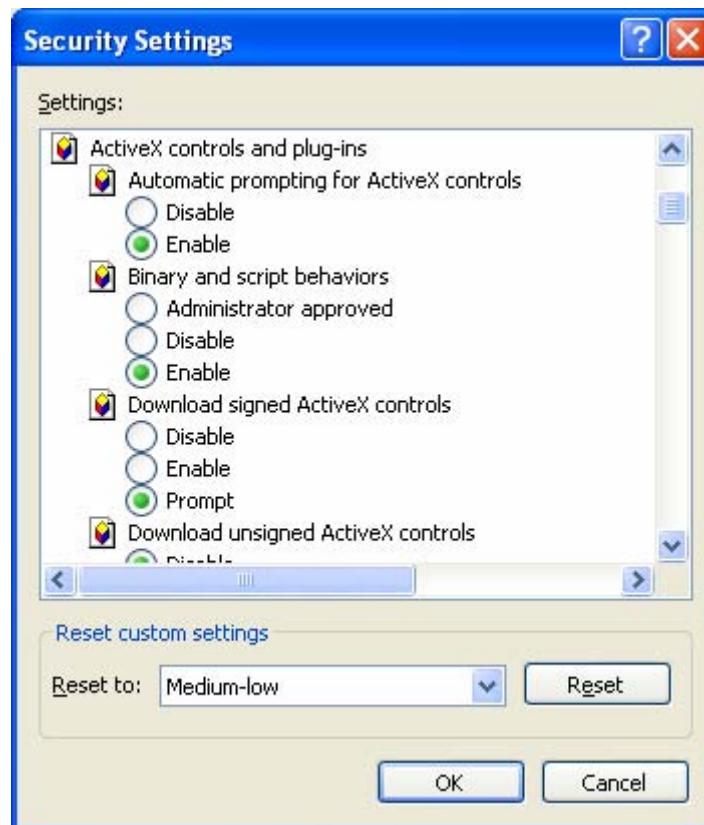 Security Settings
Settings:
ActiveX controls and plug-ins
Automatic prompting for ActiveX controls
Disable
Enable
Binary and script behaviors
Administrator approved
Disable
Enable
Download signed ActiveX controls
Disable
Enable
Prompt
Download unsigned ActiveX controls
Disable
Reset custom settings
Reset to: Medium-low Reset
OK Cancel